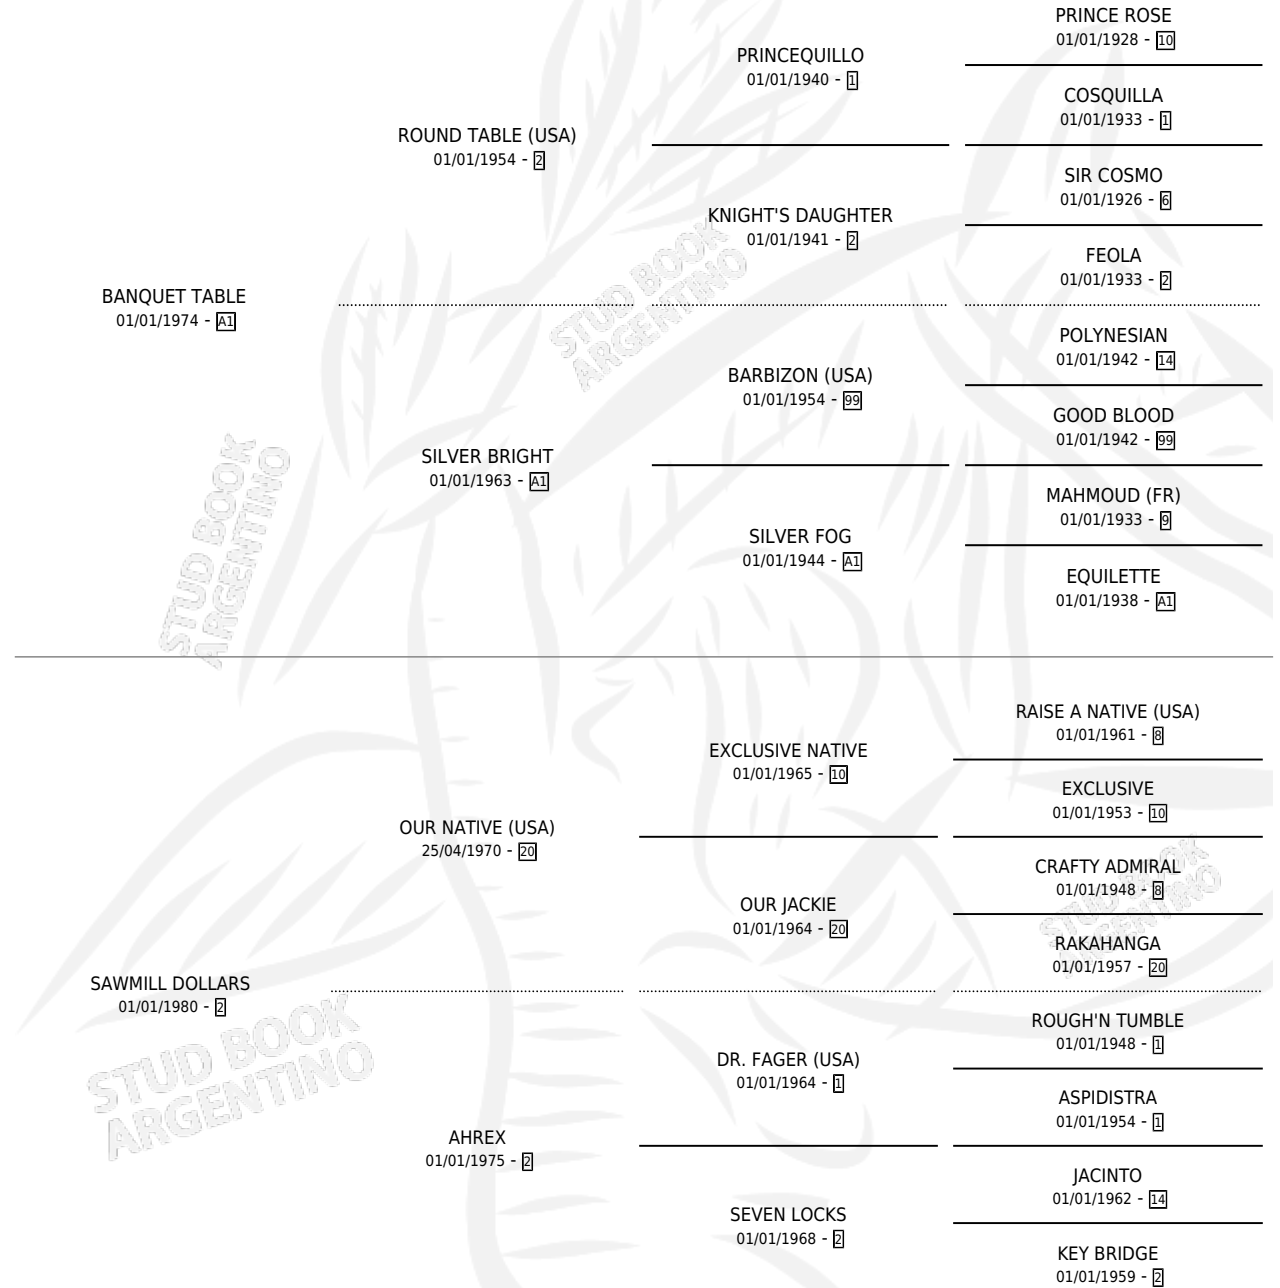 PRINCE ROSE
01/01/1928 - 10
PRINCEQUILLO
01/01/1940 - 1
COSQUILLA
01/01/1933 - 1
ROUND TABLE (USA)
01/01/1954 - 2
SIR COSMO
01/01/1926 - 6
KNIGHT'S DAUGHTER
01/01/1941 - 2
FEOLA
01/01/1933 - 2
BANQUET TABLE
01/01/1974 - A1
POLYNESIAN
01/01/1942 - 14
BARBIZON (USA)
01/01/1954 - 99
GOOD BLOOD
01/01/1942 - 99
SILVER BRIGHT
01/01/1963 - A1
MAHMOUD (FR)
01/01/1933 - 9
SILVER FOG
01/01/1944 - A1
EQUILETTE
01/01/1938 - A1
STUD BOOK
ARGENTINO
STUD BOOK
ARGENTINO
RAISE A NATIVE (USA)
01/01/1961 - 8
EXCLUSIVE NATIVE
01/01/1965 - 10
EXCLUSIVE
01/01/1953 - 10
OUR NATIVE (USA)
25/04/1970 - 20
CRAFTY ADMIRAL
01/01/1948 - 8
OUR JACKIE
01/01/1964 - 20
RAKAHANGA
01/01/1957 - 20
SAWMILL DOLLARS
01/01/1980 - 2
ROUGH'N TUMBLE
01/01/1948 - 1
DR. FAGER (USA)
01/01/1964 - 1
ASPIDISTRA
01/01/1954 - 1
AHREX
01/01/1975 - 2
JACINTO
01/01/1962 - 14
SEVEN LOCKS
01/01/1968 - 2
KEY BRIDGE
01/01/1959 - 2
STUD BOOK
ARGENTINO
STUD BOOK
ARGENTINO